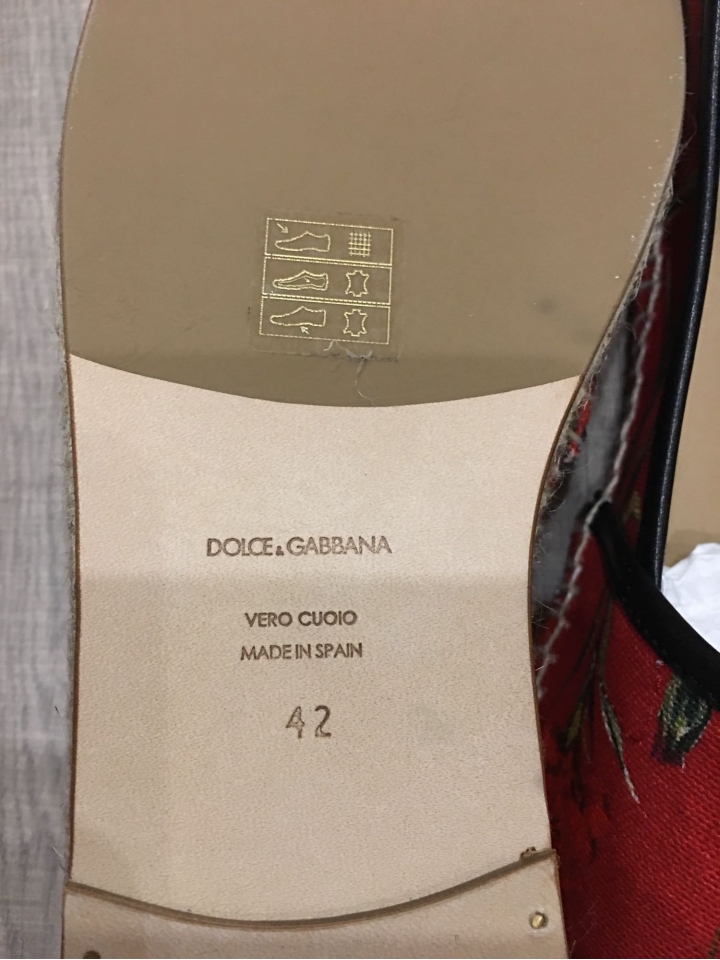 DOLCE & GABBANA
VERO CUOIO
MADE IN SPAIN
42